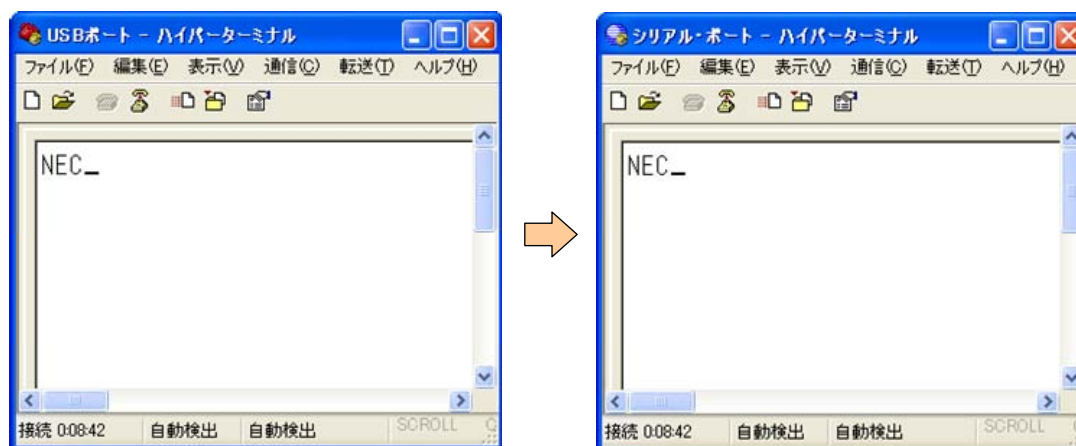 USBポート - ハイパーターミナル
ファイル(F) 編集(E) 表示(V) 通信(C) 転送(T) ヘルプ(H)
NEC_
接続 0:08:42 自動検出 自動検出 SCROLL
シリアル・ポート - ハイパーターミナル
ファイル(F) 編集(E) 表示(V) 通信(C) 転送(T) ヘルプ(H)
NEC_
接続 0:08:42 自動検出 自動検出 SCROLL